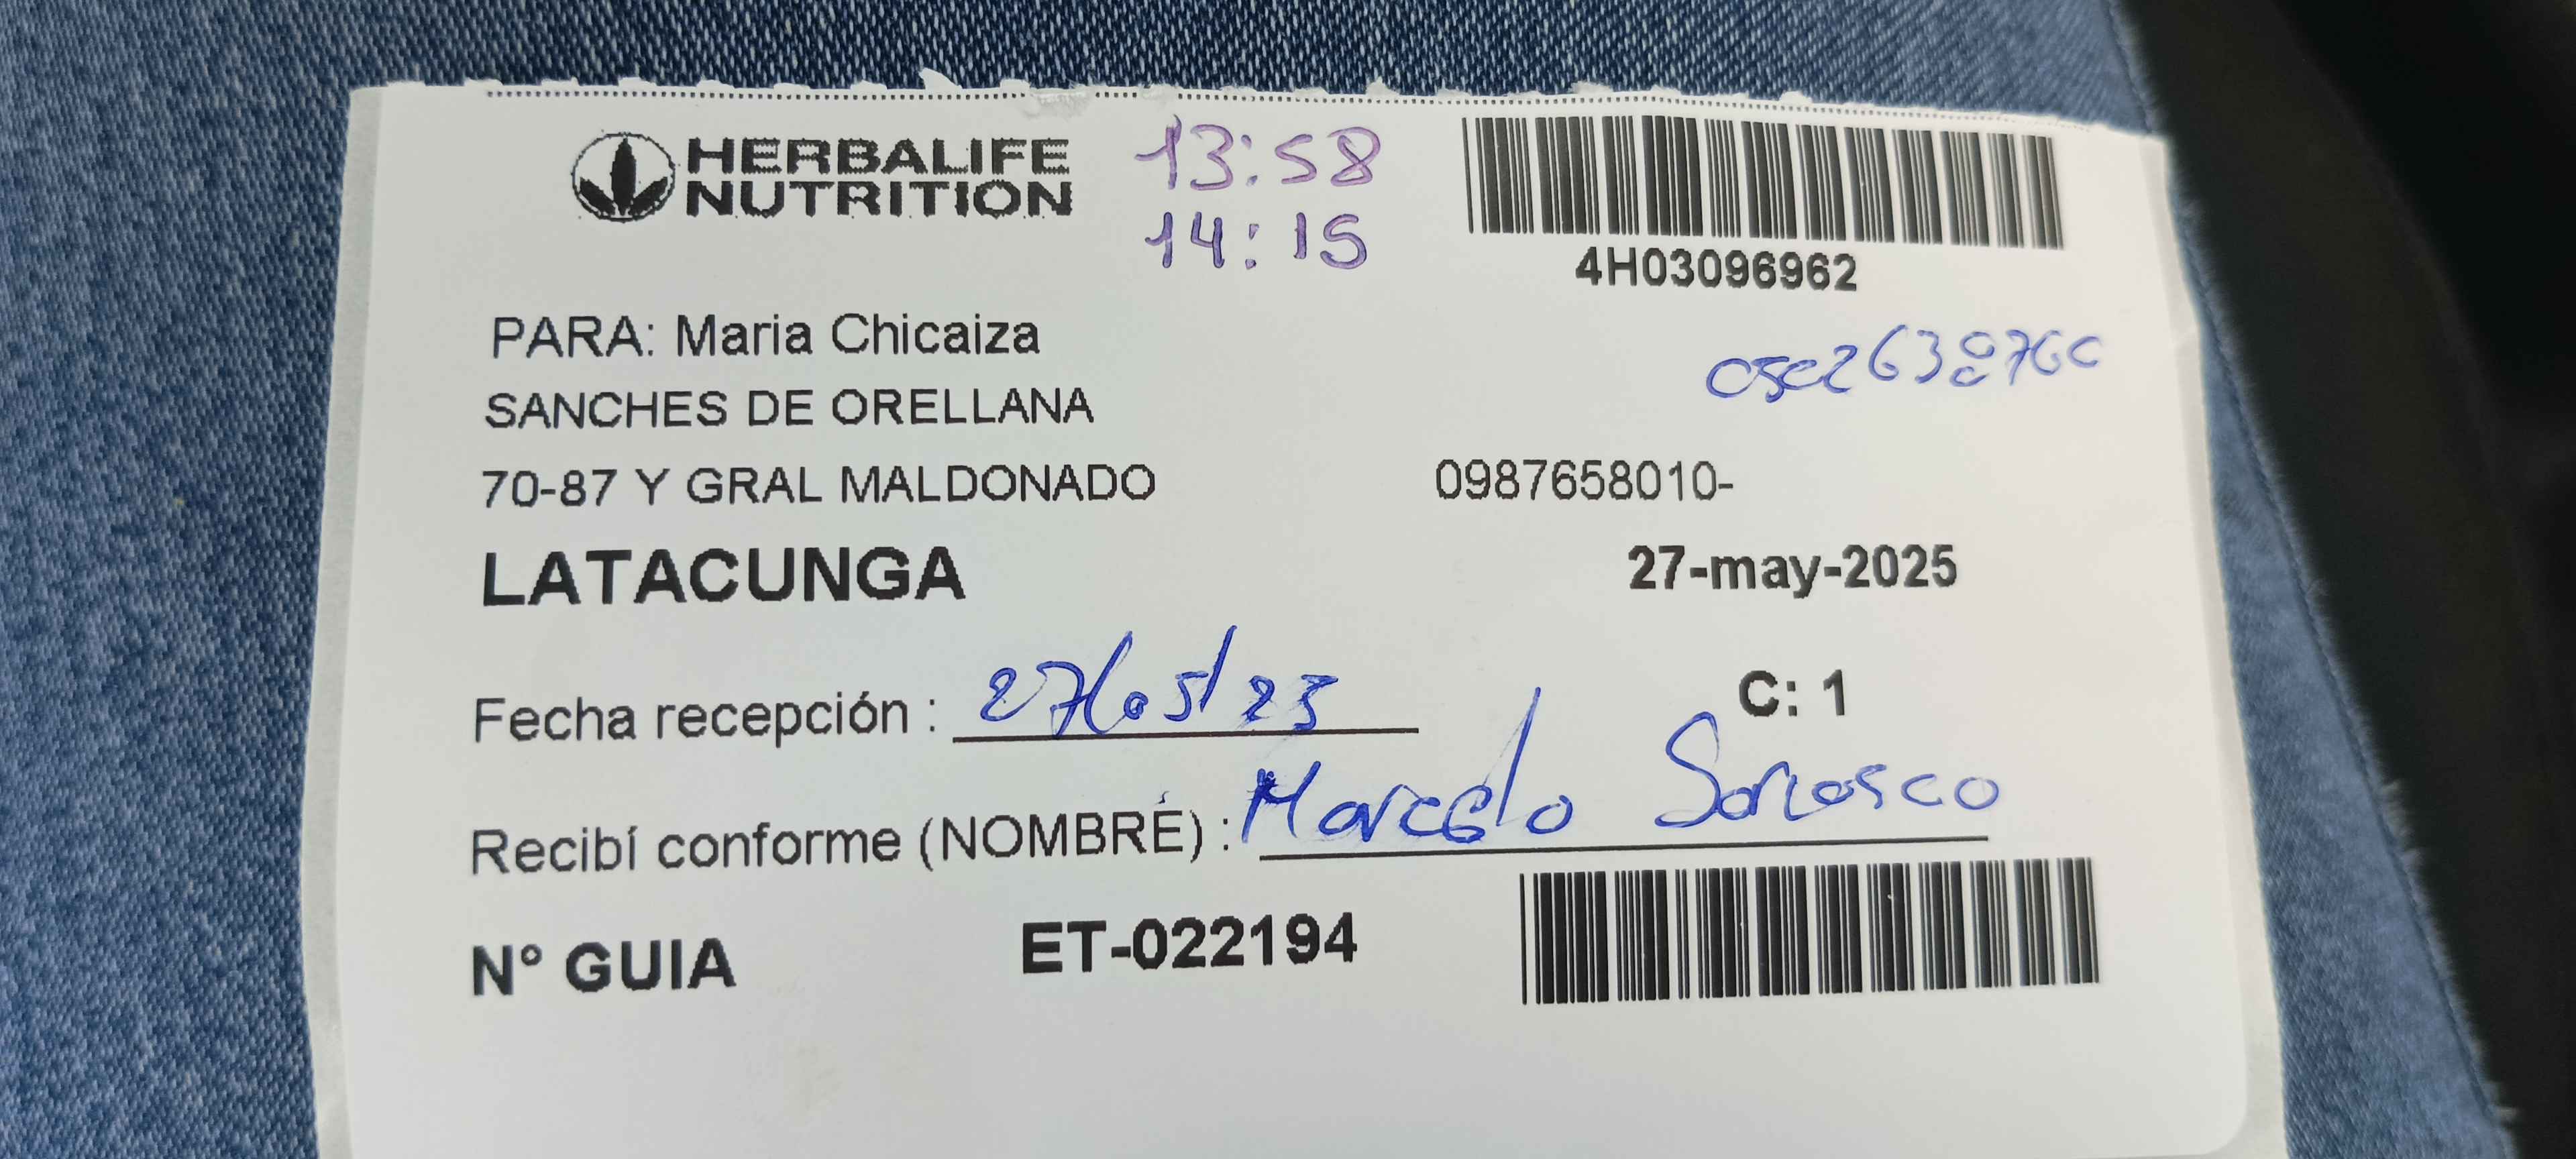 HERBALIFE
NUTRITION
13:58
14:15
4H03096962
PARA: Maria Chicaiza
SANCHES DE ORELLANA
70-87 Y GRAL MALDONADO
0987658010-
LATACUNGA
27-may-2025
Fecha recepción : 27/05/25
C: 1
Recibí conforme (NOMBRE) : Marcelo
N° GUIA
ET-022194